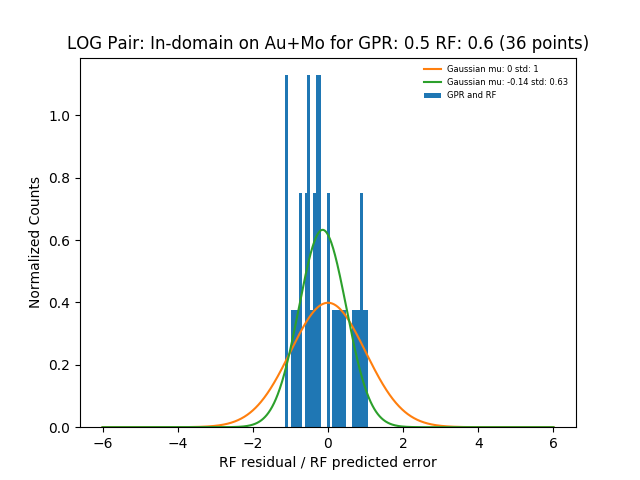 LOG Pair: In-domain on Au+Mo for GPR: 0.5 RF: 0.6 (36 points)
Gaussian mu: 0 std: 1
Gaussian mu: -0.14 std: 0.63
GPR and RF
Normalized Counts
1.0
0.8
0.6
0.4
0.2
0.0
−6 −4 −2 0 2 4 6
RF residual / RF predicted error